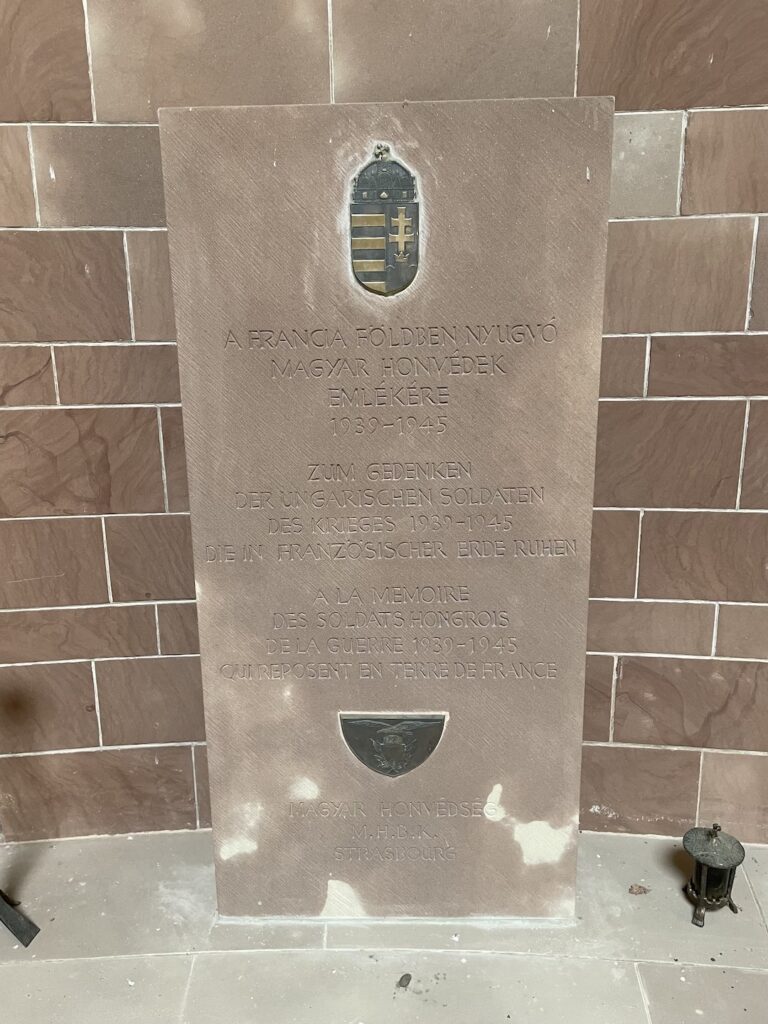 A FRANCIA FÖLDBEN NYUGVÓ
MAGYAR HONVÉDEK
EMLÉKÉRE
1939-1945
ZUM GEDENKEN
DER UNGARISCHEN SOLDATEN
DES KRIEGES 1939-1945
DIE IN FRANZÖSISCHER ERDE RUHEN
A LA MEMOIRE
DES SOLDATS HONGROIS
DE LA GUERRE 1939-1945
QUI REPOSENT EN TERRE DE FRANCE
MAGYAR HONVÉDSÉG
M.H.B.K.
STRASBOURG